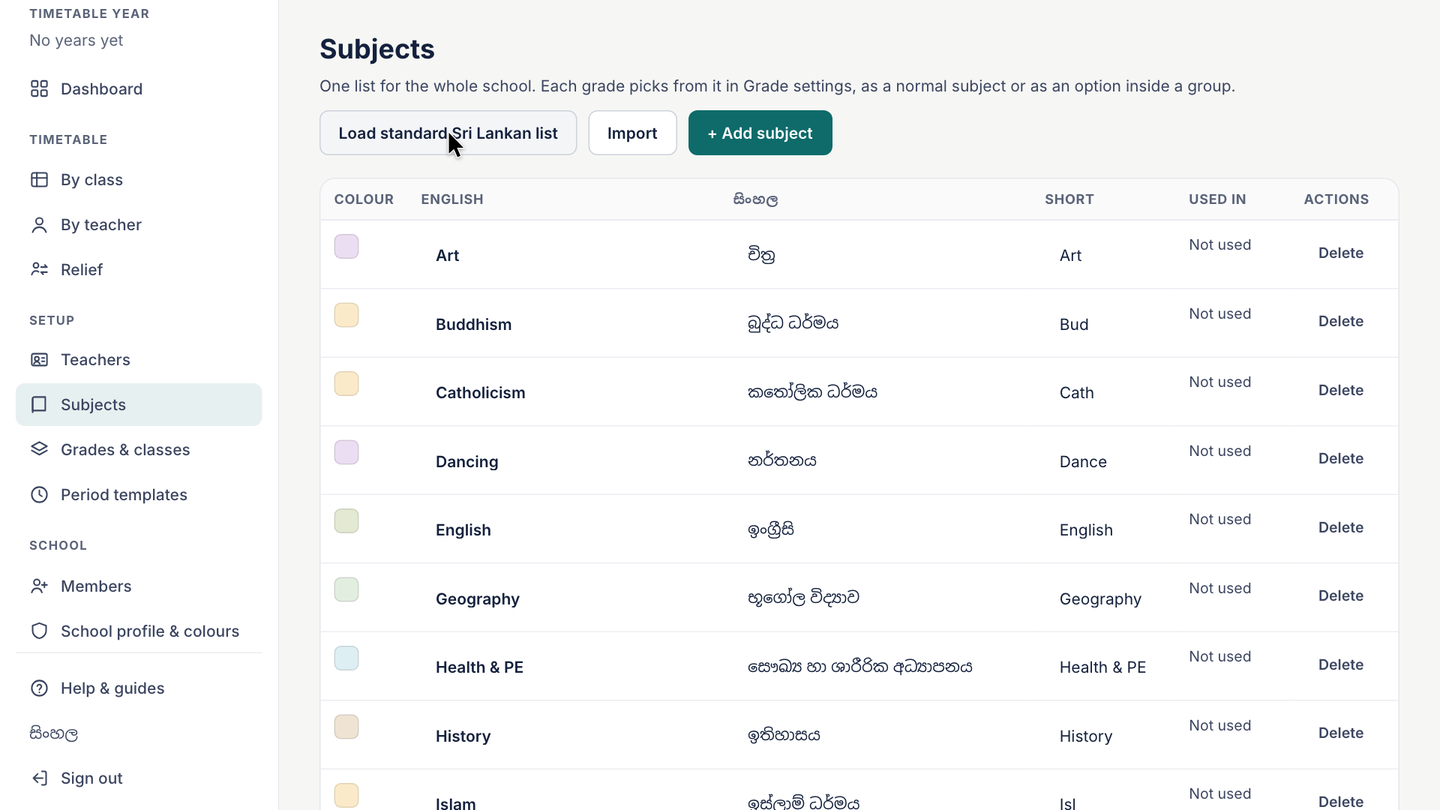 TIMETABLE YEAR
No years yet
Dashboard
TIMETABLE
By class
By teacher
Relief
SETUP
Teachers
Subjects
Grades & classes
Period templates
SCHOOL
Members
School profile & colours
Help & guides
සිංහල
Sign out
Subjects
One list for the whole school. Each grade picks from it in Grade settings, as a normal subject or as an option inside a group.
Load standard Sri Lankan list Import + Add subject
COLOUR ENGLISH සිංහල SHORT USED IN ACTIONS
Art චිත්‍ර Art Not used Delete
Buddhism බුද්ධ ධර්මය Bud Not used Delete
Catholicism කතෝලික ධර්මය Cath Not used Delete
Dancing නර්තනය Dance Not used Delete
English ඉංග්‍රීසි English Not used Delete
Geography භූගෝල විද්‍යාව Geography Not used Delete
Health & PE සෞඛ්‍ය හා ශාරීරික අධ්‍යාපනය Health & PE Not used Delete
History ඉතිහාසය History Not used Delete
Islam ඉස්ලාම් ධර්මය Isl Not used Delete